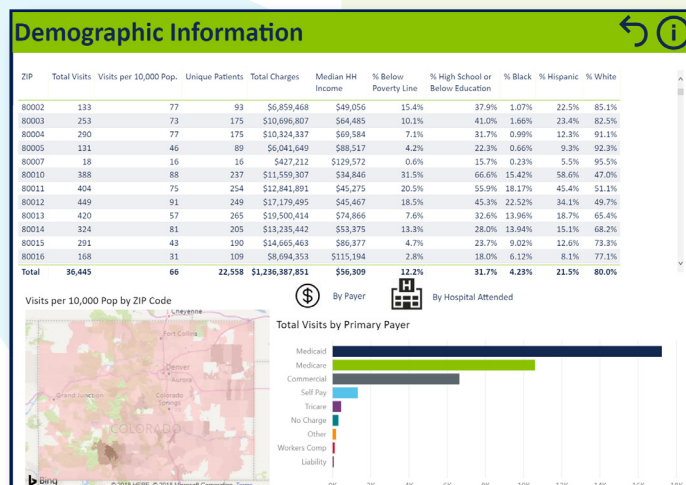 Demographic Information
ZIP Total Visits Visits per 10,000 Pop. Unique Patients Total Charges Median HH Income % Below Poverty Line % High School or Below Education % Black % Hispanic % White
80002 133 77 93 $6,859,468 $49,056 15.4% 37.9% 1.07% 22.5% 85.1%
80003 253 73 175 $10,696,807 $64,485 10.1% 41.0% 1.66% 23.4% 82.5%
80004 290 77 175 $10,324,337 $69,584 7.1% 31.7% 0.99% 12.3% 91.1%
80005 131 46 89 $6,041,649 $88,517 4.2% 22.3% 0.66% 9.3% 92.3%
80007 18 16 16 $427,212 $129,572 0.6% 15.7% 0.23% 5.5% 95.5%
80010 388 88 237 $11,559,307 $34,846 31.5% 66.6% 15.42% 58.6% 47.0%
80011 404 75 254 $12,841,891 $45,275 20.5% 55.9% 18.17% 45.4% 51.1%
80012 449 91 249 $17,179,495 $45,467 18.5% 45.3% 22.52% 34.1% 49.7%
80013 420 57 265 $19,500,414 $74,866 7.6% 32.6% 13.96% 18.7% 65.4%
80014 324 81 205 $13,235,442 $53,375 13.3% 28.0% 13.94% 15.1% 68.2%
80015 291 43 190 $14,665,463 $86,377 4.7% 23.7% 9.02% 12.6% 73.3%
80016 168 31 109 $8,694,353 $115,194 2.8% 18.0% 6.12% 8.1% 77.1%
Total 36,445 66 22,558 $1,236,387,851 $56,309 12.2% 31.7% 4.23% 21.5% 80.0%
$ By Payer H By Hospital Attended
Visits per 10,000 Pop by ZIP Code
Cheyenne
Fort Collins
Denver
Aurora
Grand Junction
Colorado Springs
COLORADO
Bing
Total Visits by Primary Payer
Medicaid
Medicare
Commercial
Self Pay
Tricare
No Charge
Other
Workers Comp
Liability
0K 2K 4K 6K 8K 10K 12K 14K 16K 18K